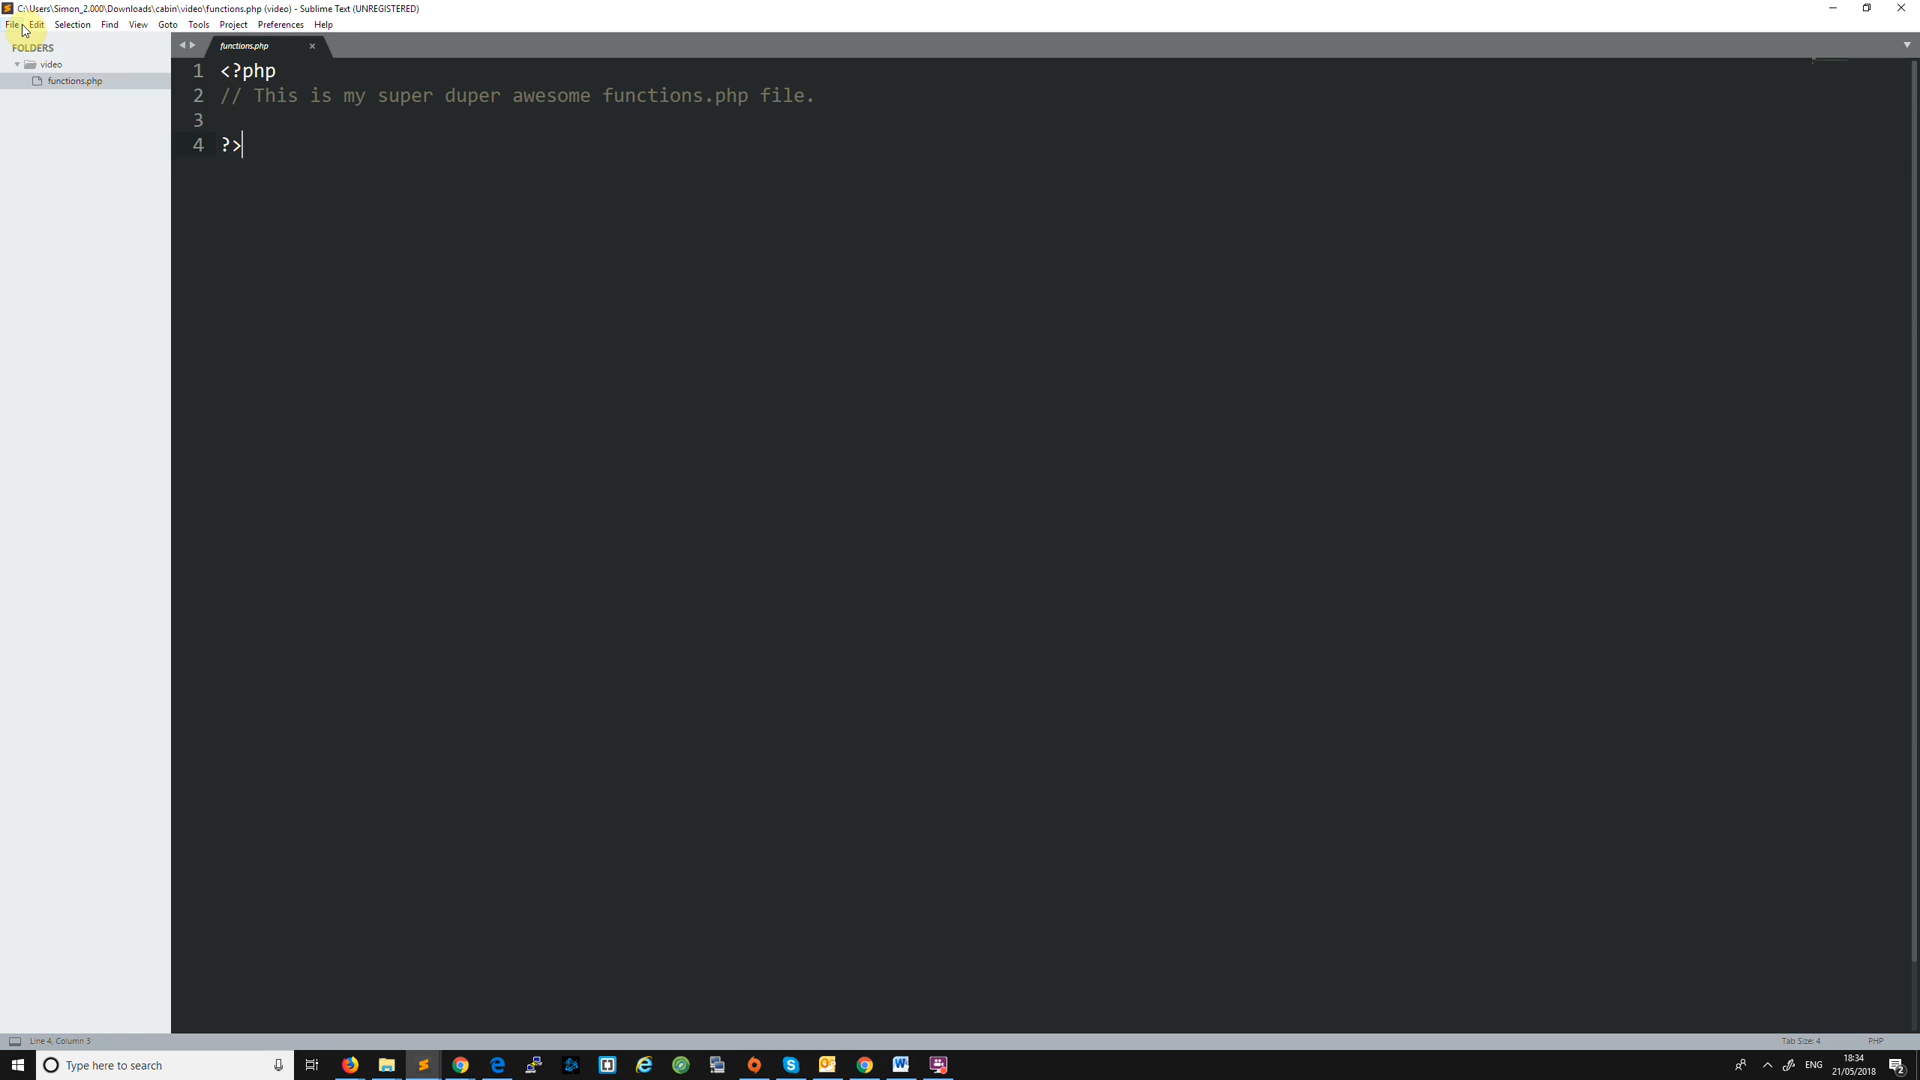 C:\Users\Simon_2.000\Downloads\cabin\video\functions.php (video) - Sublime Text (UNREGISTERED)
File Edit Selection Find View Goto Tools Project Preferences Help
FOLDERS
video
functions.php
functions.php
1 <?php
2 // This is my super duper awesome functions.php file.
3
4 ?>
Line 4, Column 3
Tab Size: 4
PHP
Type here to search
ENG
18:34
21/05/2018
2